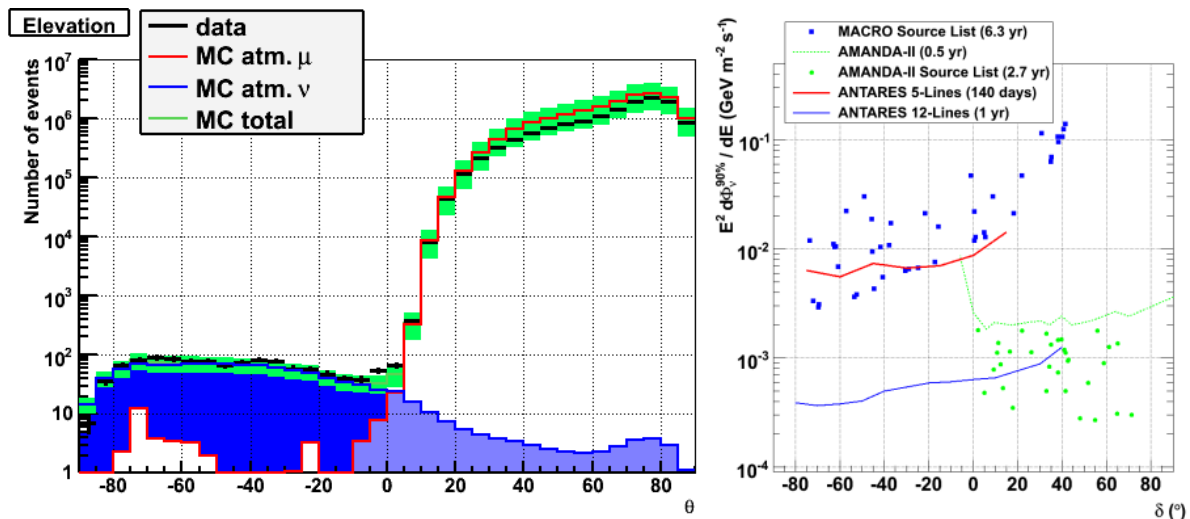 Elevation
data
MC atm. μ
MC atm. ν
MC total
Number of events
10^7
10^6
10^5
10^4
10^3
10^2
10
1
-80 -60 -40 -20 0 20 40 60 80
θ
MACRO Source List (6.3 yr)
AMANDA-II (0.5 yr)
AMANDA-II Source List (2.7 yr)
ANTARES 5-Lines (140 days)
ANTARES 12-Lines (1 yr)
E² dΦ_ν^90% / dE (GeV m⁻² s⁻¹)
10^-1
10^-2
10^-3
10^-4
-80 -60 -40 -20 0 20 40 60 80
δ (°)